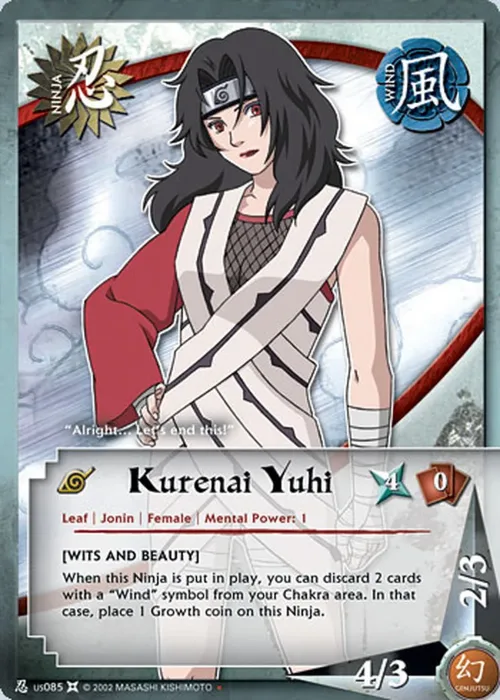 NINJA
忍
WIND
風
"Alright... Let's end this!"
Kurenai Yuhi
4
0
Leaf | Jonin | Female | Mental Power: 1
[WITS AND BEAUTY]
When this Ninja is put in play, you can discard 2 cards
with a "Wind" symbol from your Chakra area. In that
case, place 1 Growth coin on this Ninja.
2/3
4/3
幻
GENJUTSU
忍 US085 © 2002 MASASHI KISHIMOTO